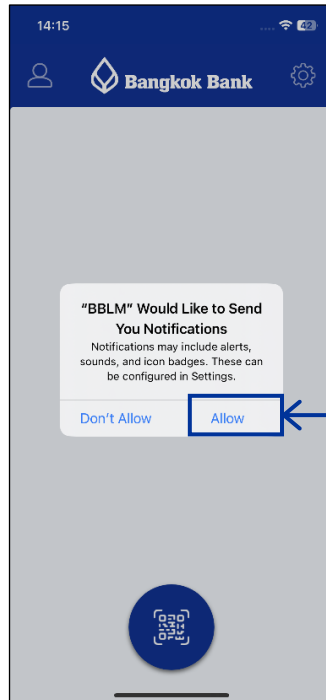 14:15
42
Bangkok Bank
“BBLM” Would Like to Send
You Notifications
Notifications may include alerts,
sounds, and icon badges. These can
be configured in Settings.
Don’t Allow
Allow